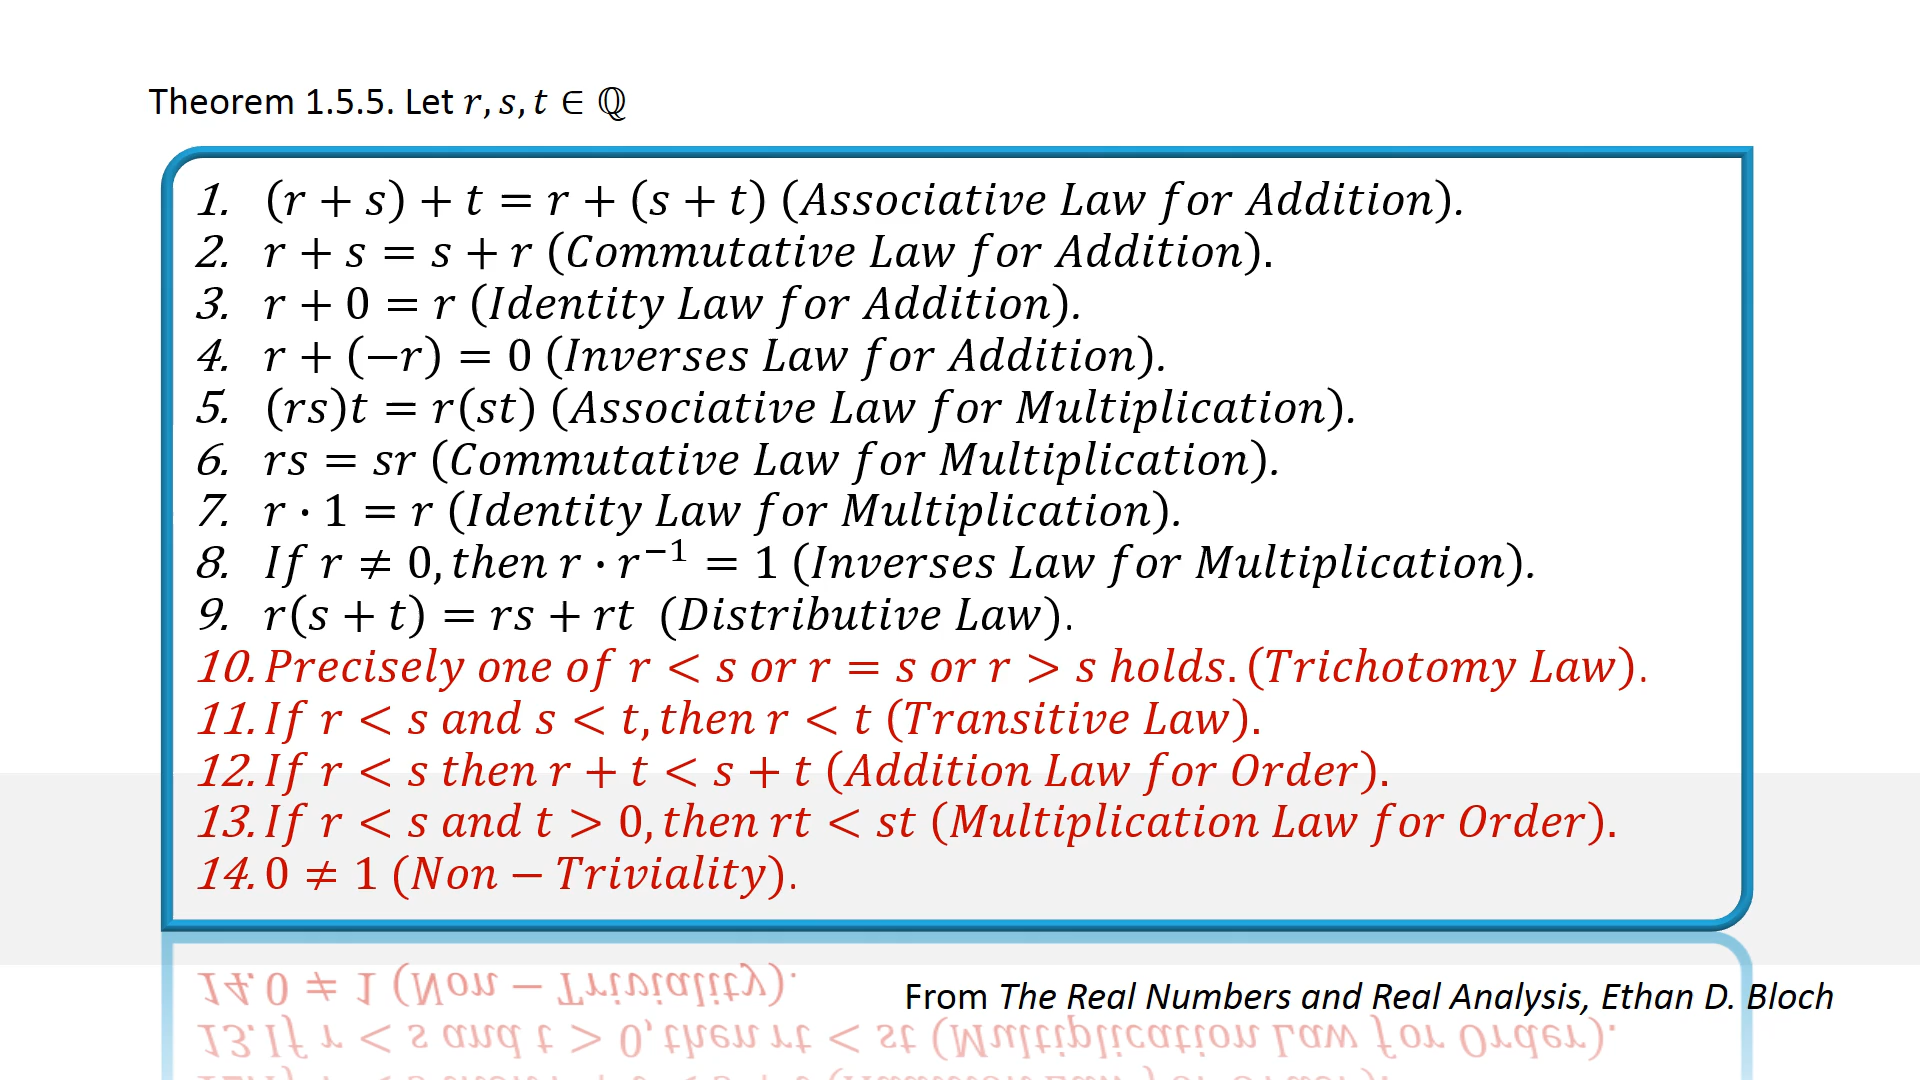 Theorem 1.5.5. Let r, s, t ∈ ℚ
1. (r + s) + t = r + (s + t) (Associative Law for Addition).
2. r + s = s + r (Commutative Law for Addition).
3. r + 0 = r (Identity Law for Addition).
4. r + (−r) = 0 (Inverses Law for Addition).
5. (rs)t = r(st) (Associative Law for Multiplication).
6. rs = sr (Commutative Law for Multiplication).
7. r · 1 = r (Identity Law for Multiplication).
8. If r ≠ 0, then r · r⁻¹ = 1 (Inverses Law for Multiplication).
9. r(s + t) = rs + rt (Distributive Law).
10. Precisely one of r < s or r = s or r > s holds. (Trichotomy Law).
11. If r < s and s < t, then r < t (Transitive Law).
12. If r < s then r + t < s + t (Addition Law for Order).
13. If r < s and t > 0, then rt < st (Multiplication Law for Order).
14. 0 ≠ 1 (Non − Triviality).
From The Real Numbers and Real Analysis, Ethan D. Bloch